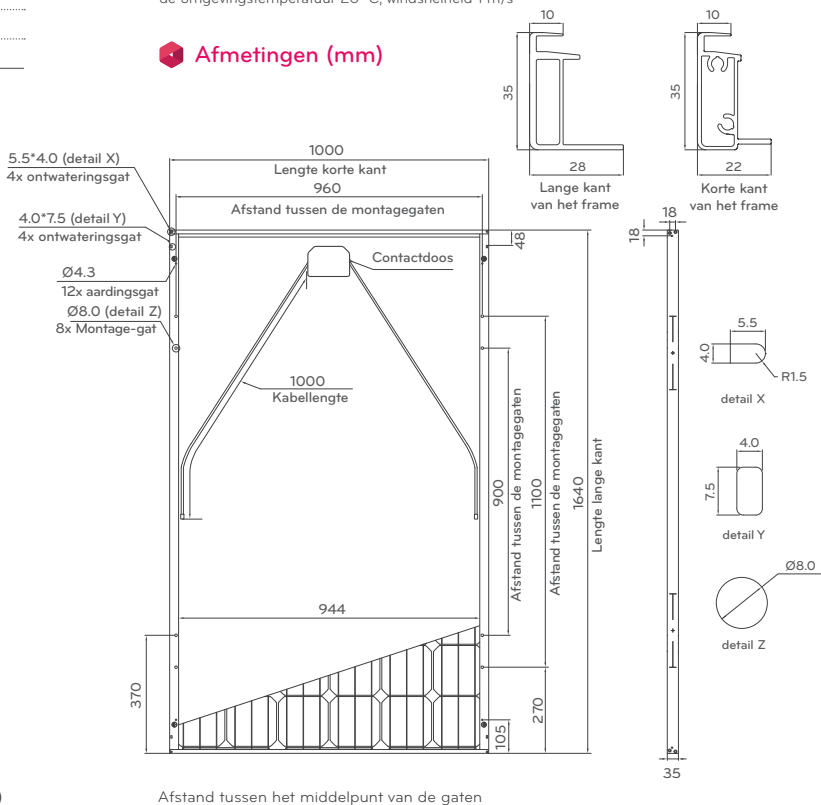 de omgevingstemperatuur 20°C, windsnelheid 1 m/s
Afmetingen (mm)
10
35
28
Lange kant
van het frame
10
35
22
Korte kant
van het frame
1000
Lengte korte kant
960
Afstand tussen de montagegaten
5.5*4.0 (detail X)
4x ontwateringsgat
4.0*7.5 (detail Y)
4x ontwateringsgat
Ø4.3
12x aardingsgat
Ø8.0 (detail Z)
8x Montage-gat
Contactdoos
48
1000
Kabellengte
900
Afstand tussen de montagegaten
1100
Afstand tussen de montagegaten
1640
Lengte lange kant
944
370
270
105
18
18
35
5.5
4.0
R1.5
detail X
4.0
7.5
detail Y
Ø8.0
detail Z
)
Afstand tussen het middelpunt van de gaten